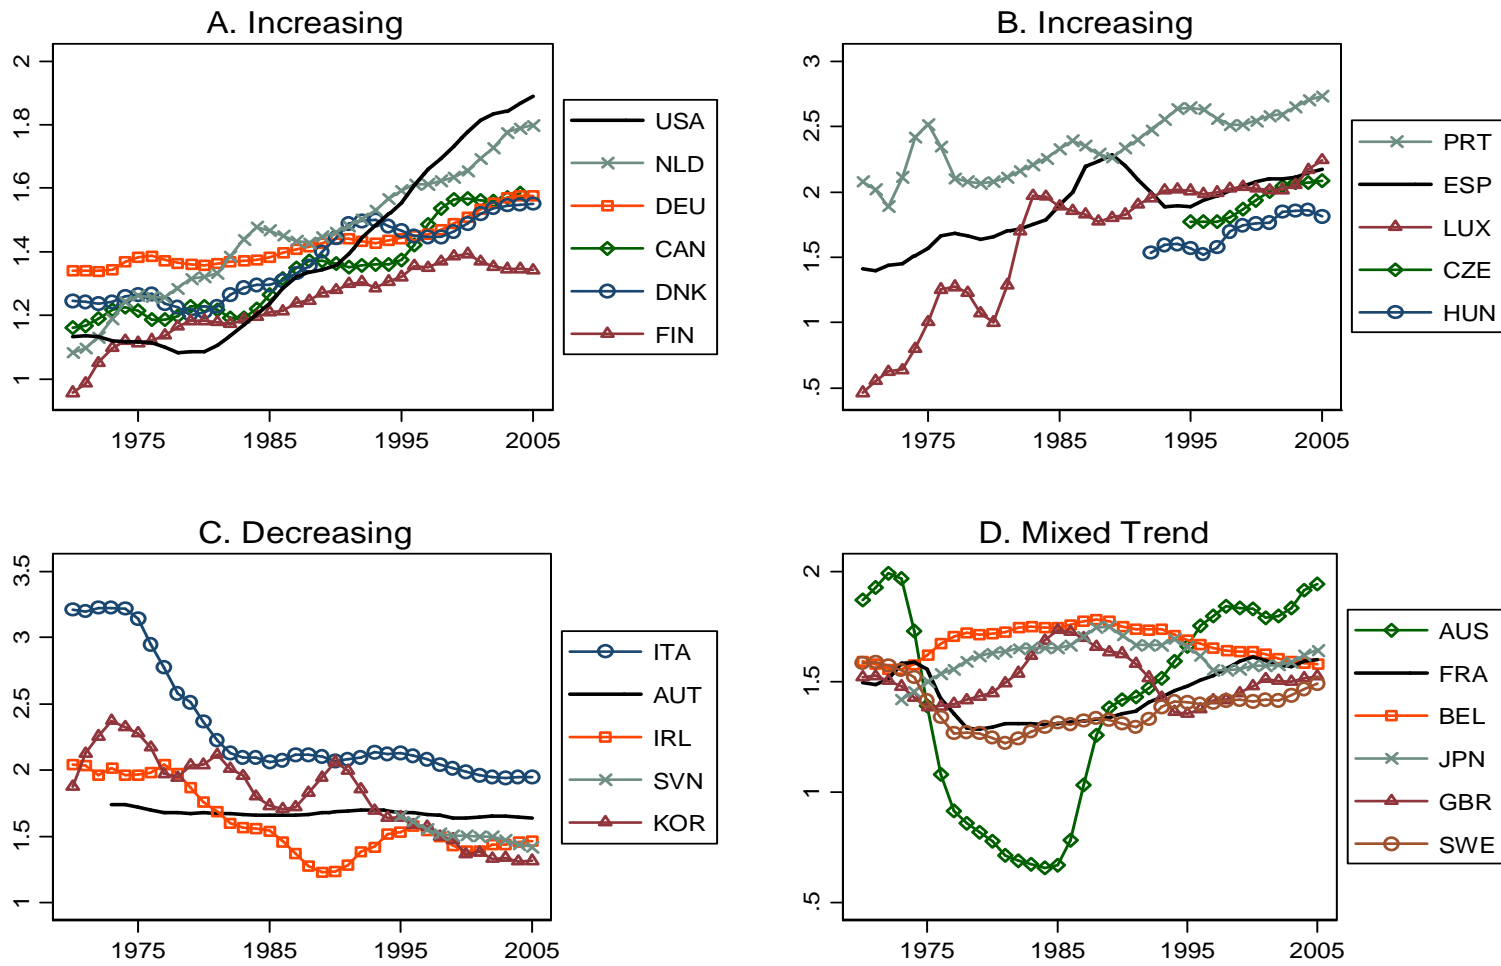 A. Increasing
2
1.8
1.6
1.4
1.2
1
1975
1985
1995
2005
USA
NLD
DEU
CAN
DNK
FIN
B. Increasing
3
2.5
2
1.5
1
.5
1975
1985
1995
2005
PRT
ESP
LUX
CZE
HUN
C. Decreasing
3.5
3
2.5
2
1.5
1
1975
1985
1995
2005
ITA
AUT
IRL
SVN
KOR
D. Mixed Trend
2
1.5
1
.5
1975
1985
1995
2005
AUS
FRA
BEL
JPN
GBR
SWE